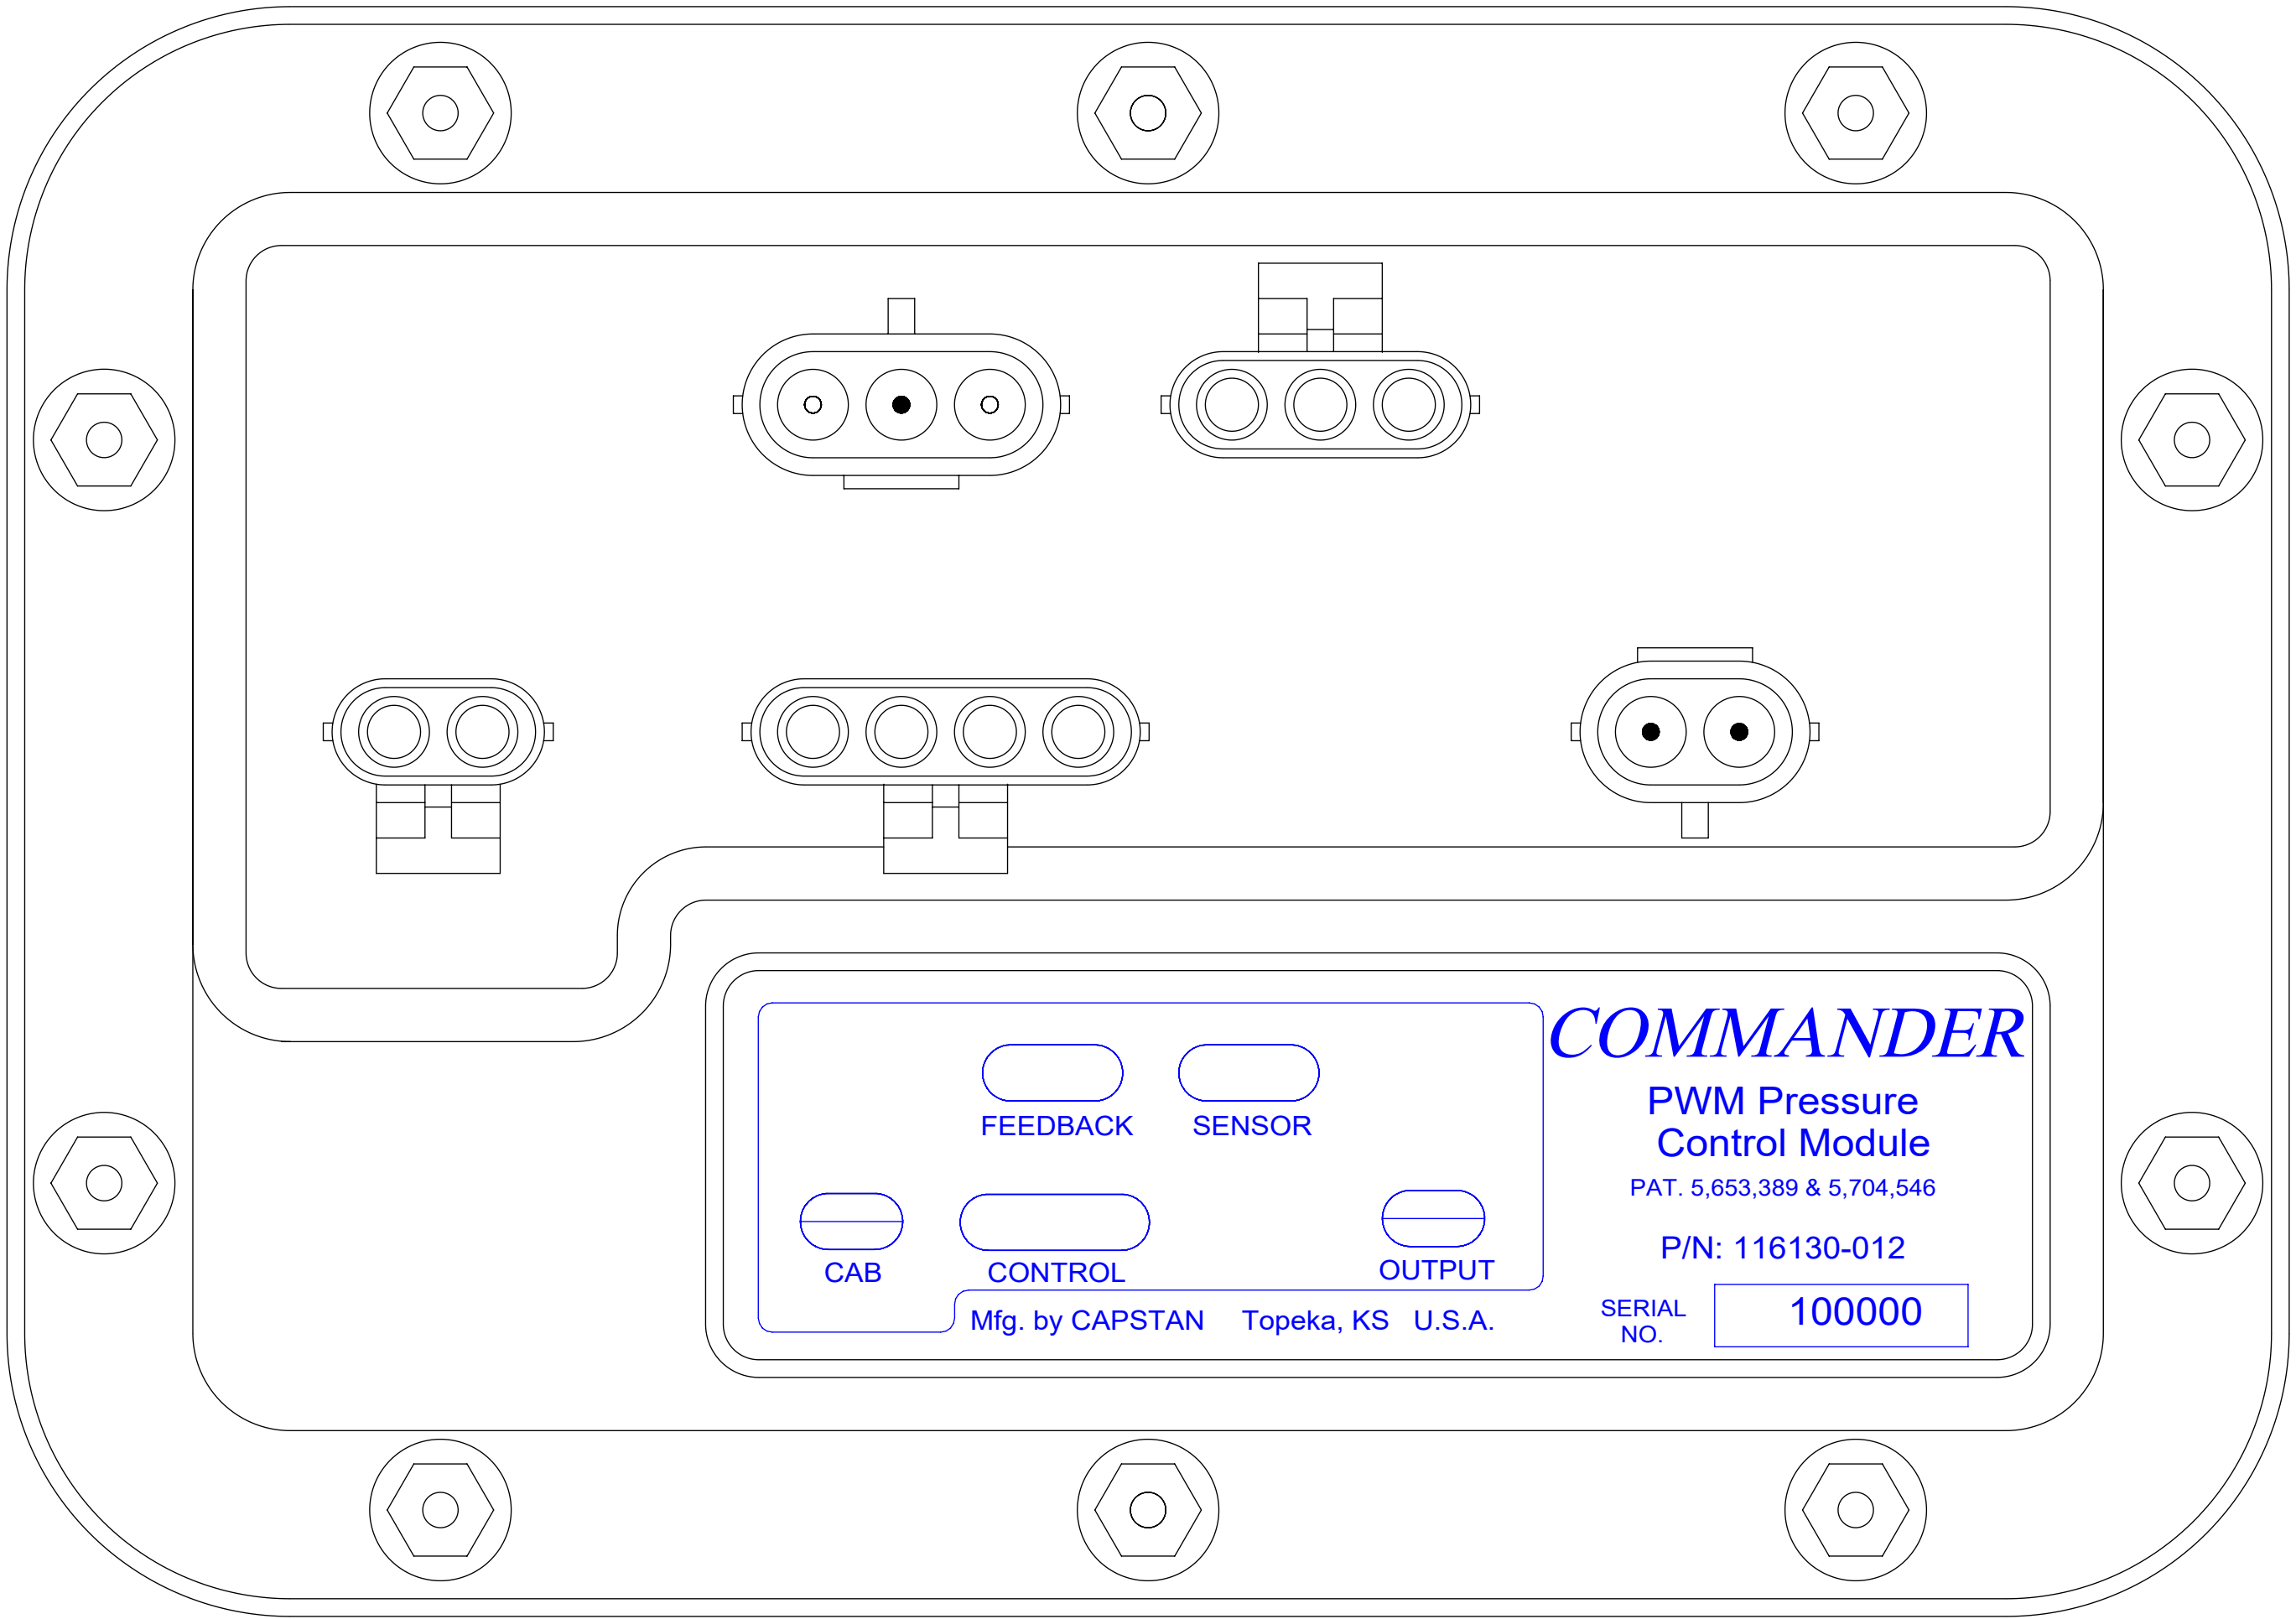 COMMANDER
PWM Pressure
Control Module
PAT. 5,653,389 & 5,704,546
P/N: 116130-012
SERIAL
NO.
100000
FEEDBACK
SENSOR
CAB
CONTROL
OUTPUT
Mfg. by CAPSTAN Topeka, KS U.S.A.